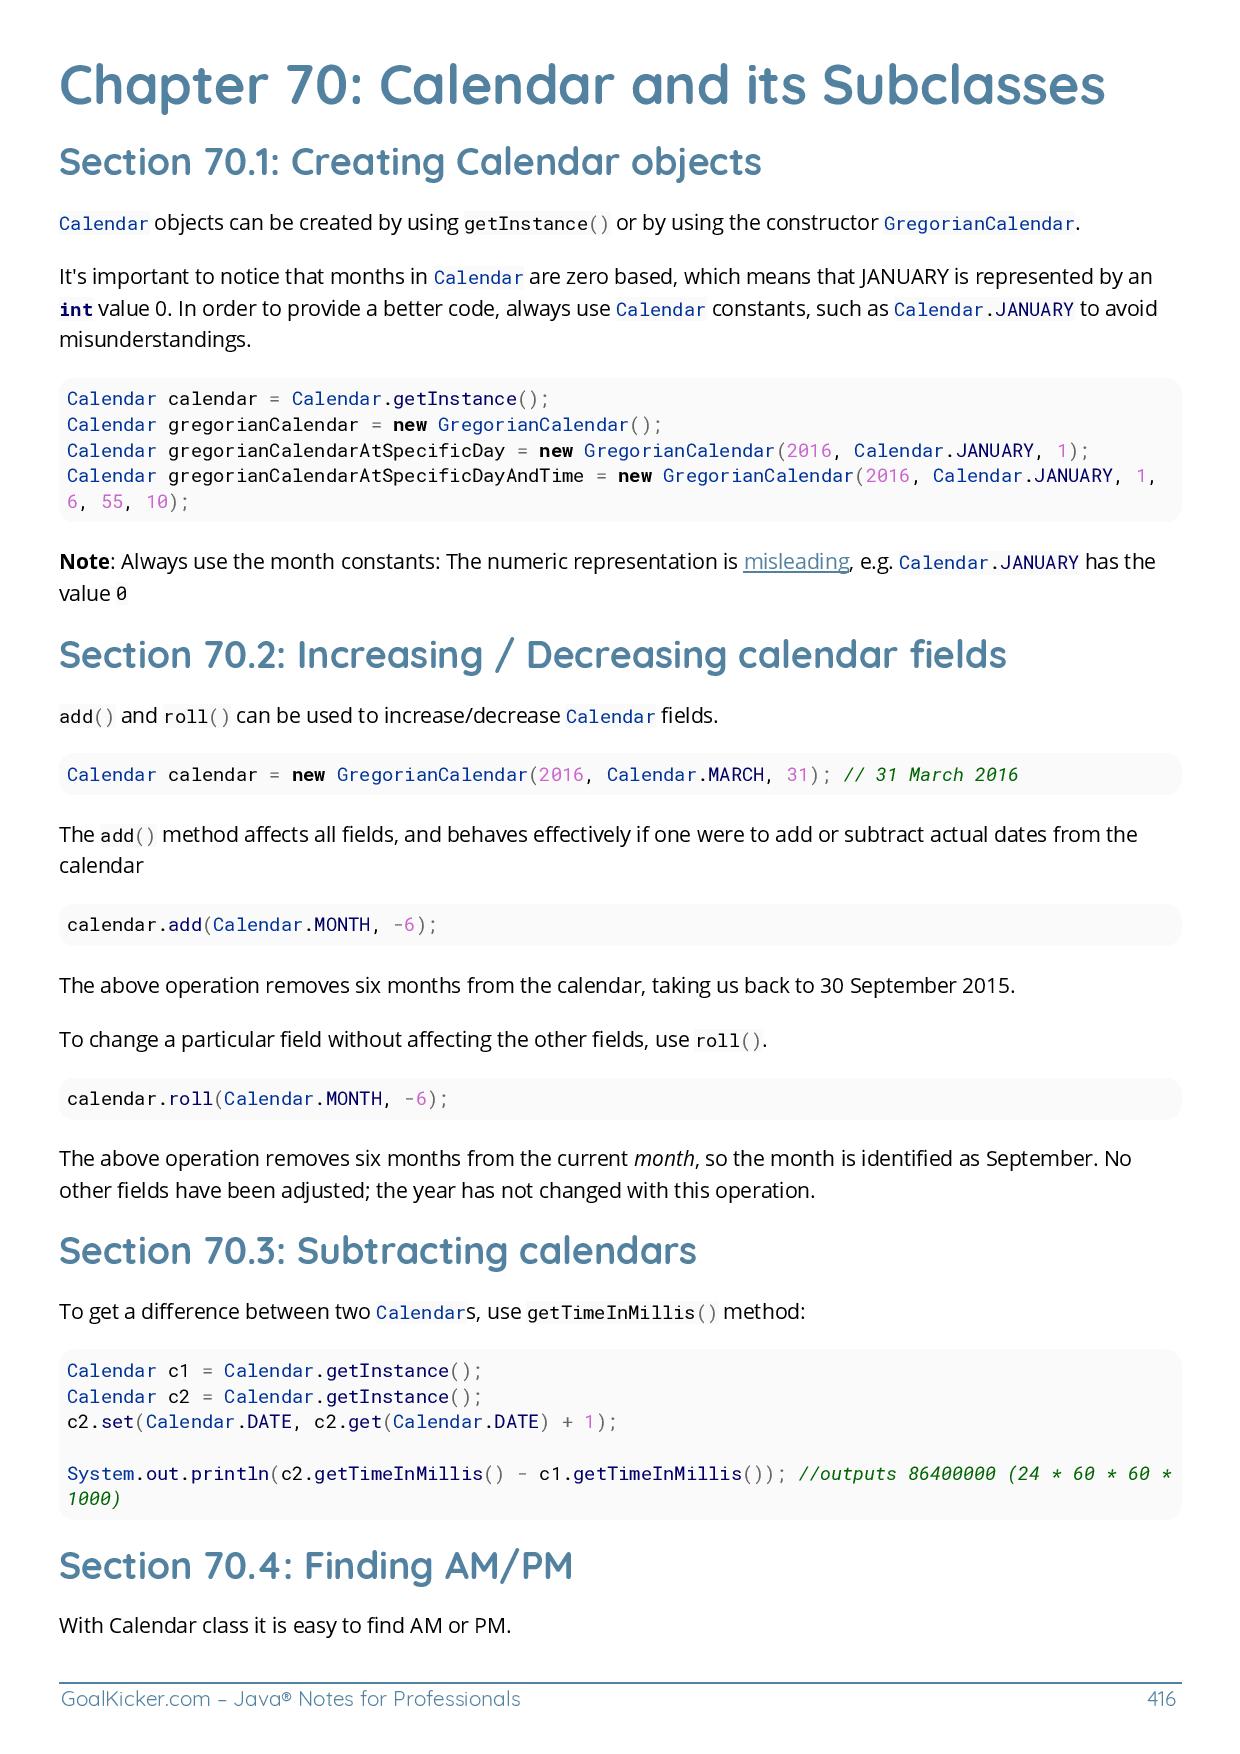 Chapter 70: Calendar and its Subclasses
Section 70.1: Creating Calendar objects
Calendar objects can be created by using getInstance() or by using the constructor GregorianCalendar.
It's important to notice that months in Calendar are zero based, which means that JANUARY is represented by an
int value 0. In order to provide a better code, always use Calendar constants, such as Calendar.JANUARY to avoid
misunderstandings.
Calendar calendar = Calendar.getInstance();
Calendar gregorianCalendar = new GregorianCalendar();
Calendar gregorianCalendarAtSpecificDay = new GregorianCalendar(2016, Calendar.JANUARY, 1);
Calendar gregorianCalendarAtSpecificDayAndTime = new GregorianCalendar(2016, Calendar.JANUARY, 1,
6, 55, 10);
Note: Always use the month constants: The numeric representation is misleading, e.g. Calendar.JANUARY has the
value 0
Section 70.2: Increasing / Decreasing calendar fields
add() and roll() can be used to increase/decrease Calendar fields.
Calendar calendar = new GregorianCalendar(2016, Calendar.MARCH, 31); // 31 March 2016
The add() method affects all fields, and behaves effectively if one were to add or subtract actual dates from the
calendar
calendar.add(Calendar.MONTH, -6);
The above operation removes six months from the calendar, taking us back to 30 September 2015.
To change a particular field without affecting the other fields, use roll().
calendar.roll(Calendar.MONTH, -6);
The above operation removes six months from the current month, so the month is identified as September. No
other fields have been adjusted; the year has not changed with this operation.
Section 70.3: Subtracting calendars
To get a difference between two Calendars, use getTimeInMillis() method:
Calendar c1 = Calendar.getInstance();
Calendar c2 = Calendar.getInstance();
c2.set(Calendar.DATE, c2.get(Calendar.DATE) + 1);
System.out.println(c2.getTimeInMillis() - c1.getTimeInMillis()); //outputs 86400000 (24 * 60 * 60 *
1000)
Section 70.4: Finding AM/PM
With Calendar class it is easy to find AM or PM.
GoalKicker.com – Java® Notes for Professionals
416